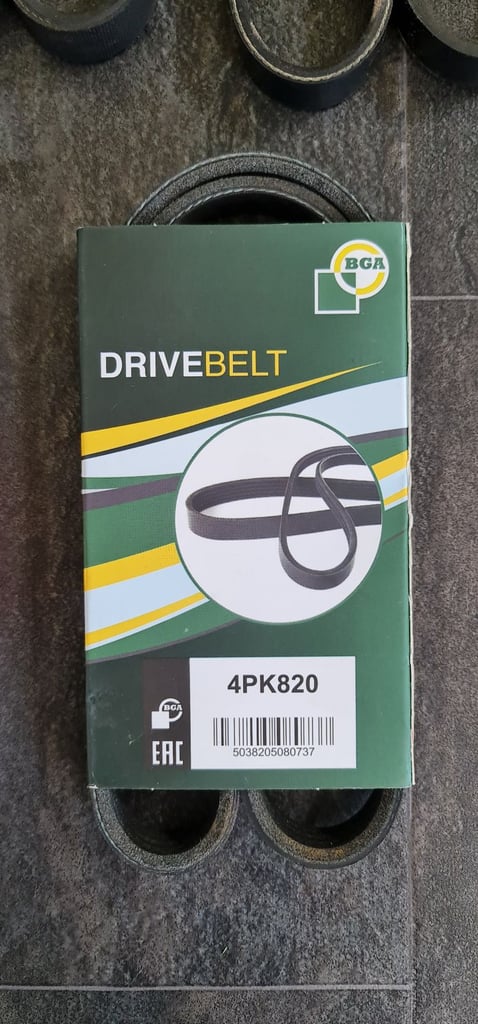 BGA
DRIVEBELT
4PK820
BGA
EAC
5038205080737